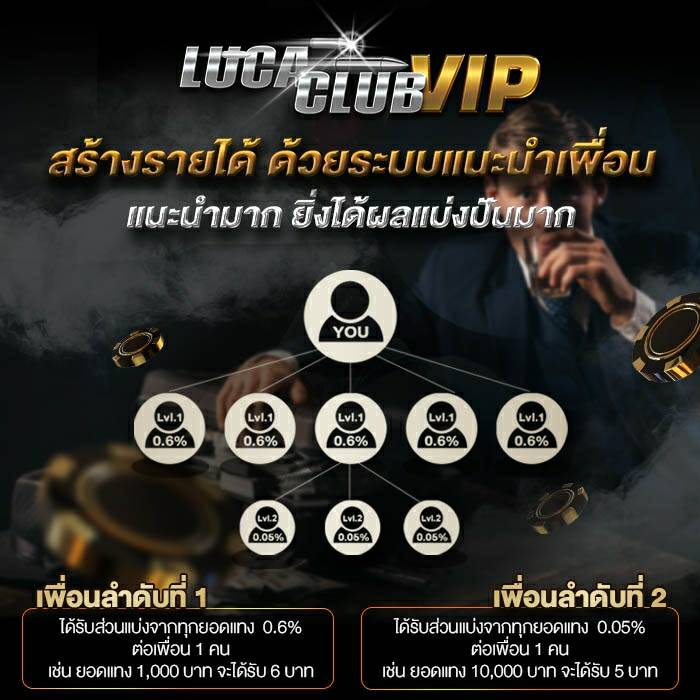 LUCA
CLUB VIP
สร้างรายได้ ด้วยระบบแนะนำเพื่อน
แนะนำมาก ยิ่งได้ผลแบ่งปันมาก
YOU
Lvl.1 Lvl.1 Lvl.1 Lvl.1 Lvl.1
0.6% 0.6% 0.6% 0.6% 0.6%
Lvl.2 Lvl.2 Lvl.2
0.05% 0.05% 0.05%
เพื่อนลำดับที่ 1
ได้รับส่วนแบ่งจากทุกยอดแทง 0.6%
ต่อเพื่อน 1 คน
เช่น ยอดแทง 1,000 บาท จะได้รับ 6 บาท
เพื่อนลำดับที่ 2
ได้รับส่วนแบ่งจากทุกยอดแทง 0.05%
ต่อเพื่อน 1 คน
เช่น ยอดแทง 10,000 บาท จะได้รับ 5 บาท